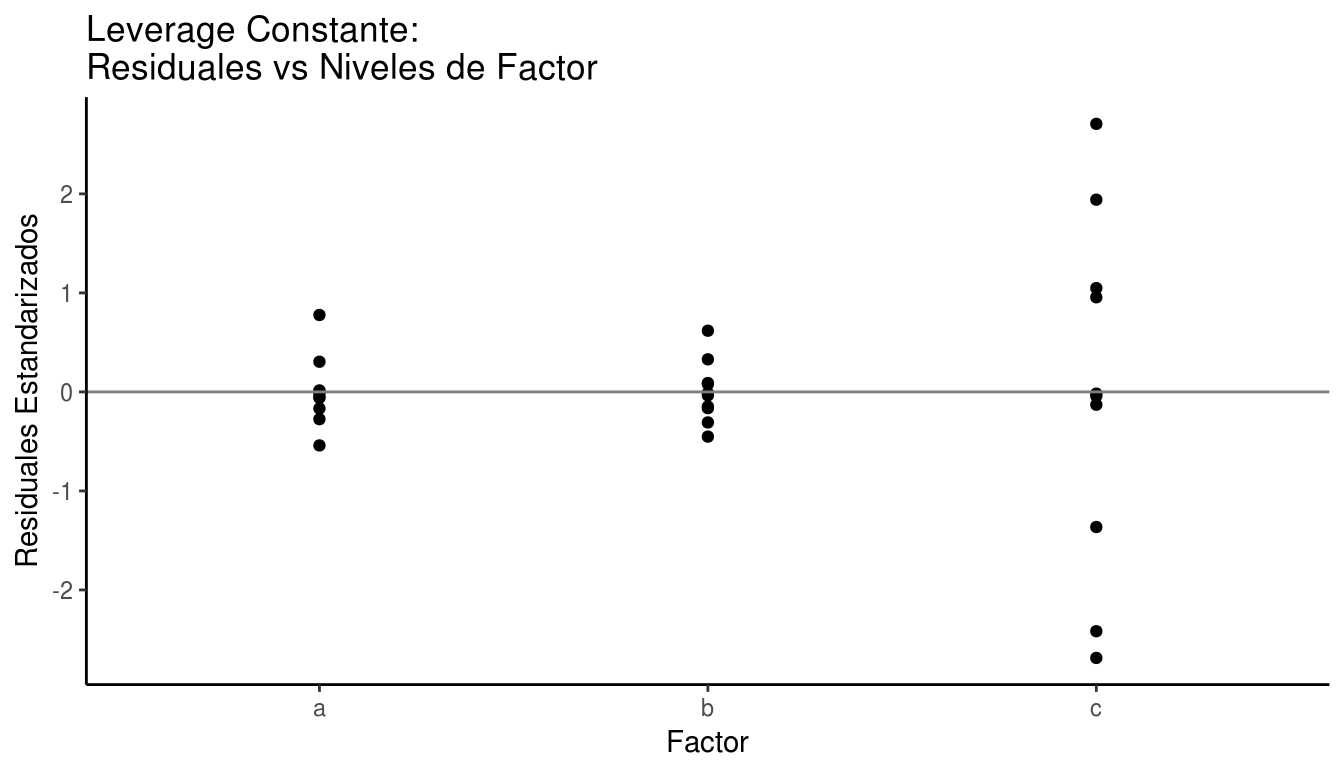 Leverage Constante:
Residuales vs Niveles de Factor
Residuales Estandarizados
2
1
0
-1
-2
a
b
c
Factor